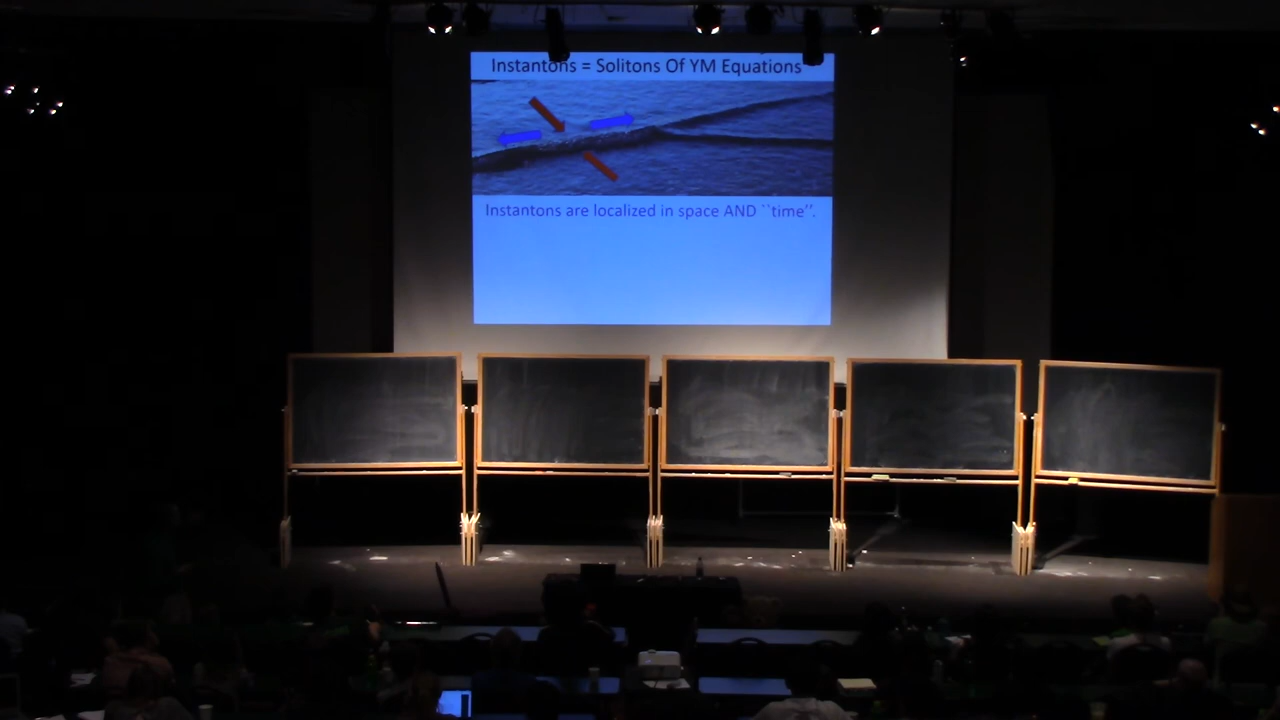 Instantons = Solitons Of YM Equations
Instantons are localized in space AND ``time’’.